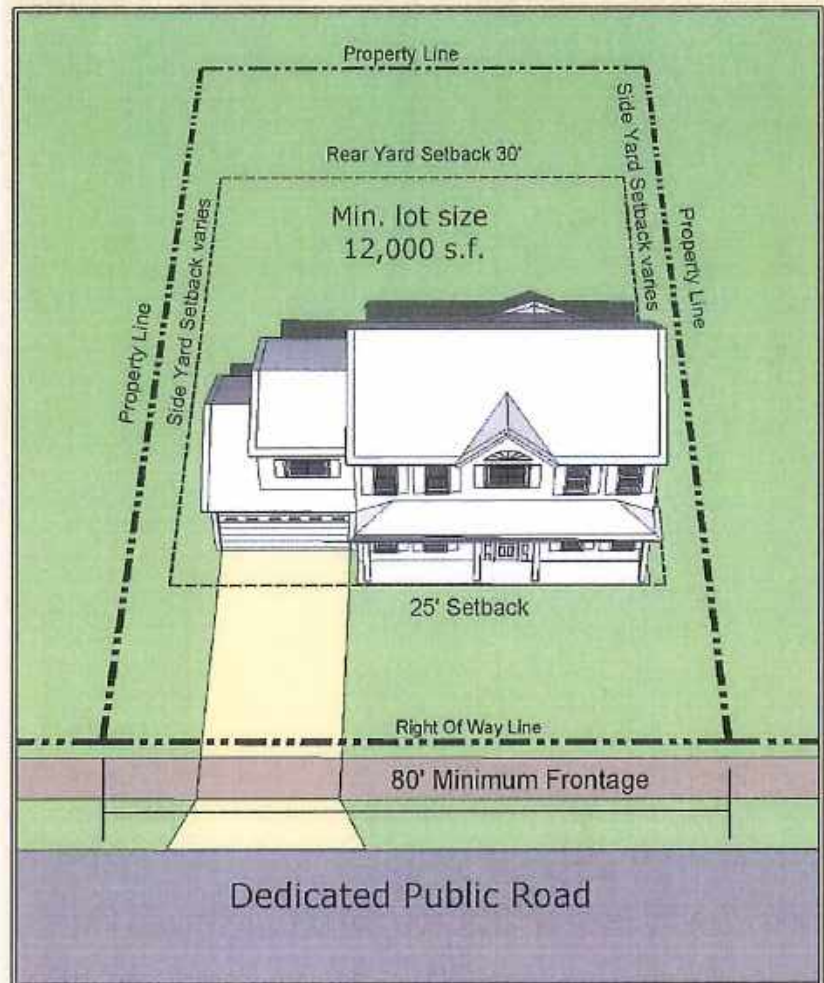 Property Line
Rear Yard Setback 30'
Min. lot size
12,000 s.f.
Property Line
Side Yard Setback varies
Side Yard Setback varies
Property Line
25' Setback
Right Of Way Line
80' Minimum Frontage
Dedicated Public Road